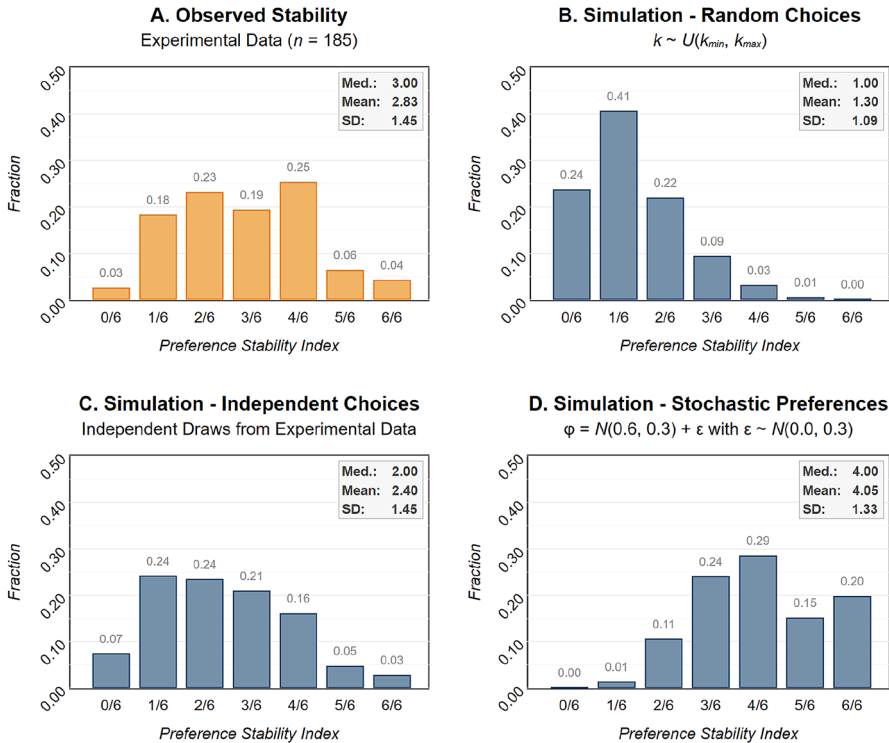 A. Observed Stability
Experimental Data (n = 185)
0.50
0.40
0.30
0.20
0.10
0.00
Fraction
Med.: 3.00
Mean: 2.83
SD: 1.45
0.03
0.18
0.23
0.19
0.25
0.06
0.04
0/6 1/6 2/6 3/6 4/6 5/6 6/6
Preference Stability Index
B. Simulation - Random Choices
k ~ U(kmin, kmax)
0.50
0.40
0.30
0.20
0.10
0.00
Fraction
Med.: 1.00
Mean: 1.30
SD: 1.09
0.24
0.41
0.22
0.09
0.03
0.01
0.00
0/6 1/6 2/6 3/6 4/6 5/6 6/6
Preference Stability Index
C. Simulation - Independent Choices
Independent Draws from Experimental Data
0.50
0.40
0.30
0.20
0.10
0.00
Fraction
Med.: 2.00
Mean: 2.40
SD: 1.45
0.07
0.24
0.24
0.21
0.16
0.05
0.03
0/6 1/6 2/6 3/6 4/6 5/6 6/6
Preference Stability Index
D. Simulation - Stochastic Preferences
φ = N(0.6, 0.3) + ε with ε ~ N(0.0, 0.3)
0.50
0.40
0.30
0.20
0.10
0.00
Fraction
Med.: 4.00
Mean: 4.05
SD: 1.33
0.00
0.01
0.11
0.24
0.29
0.15
0.20
0/6 1/6 2/6 3/6 4/6 5/6 6/6
Preference Stability Index